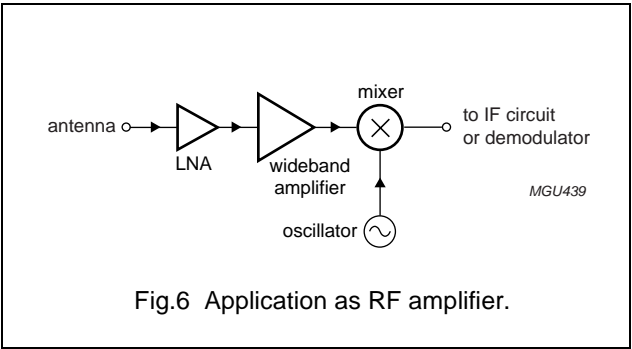 mixer
antenna
to IF circuit
or demodulator
LNA
wideband
amplifier
MGU439
oscillator
Fig.6 Application as RF amplifier.